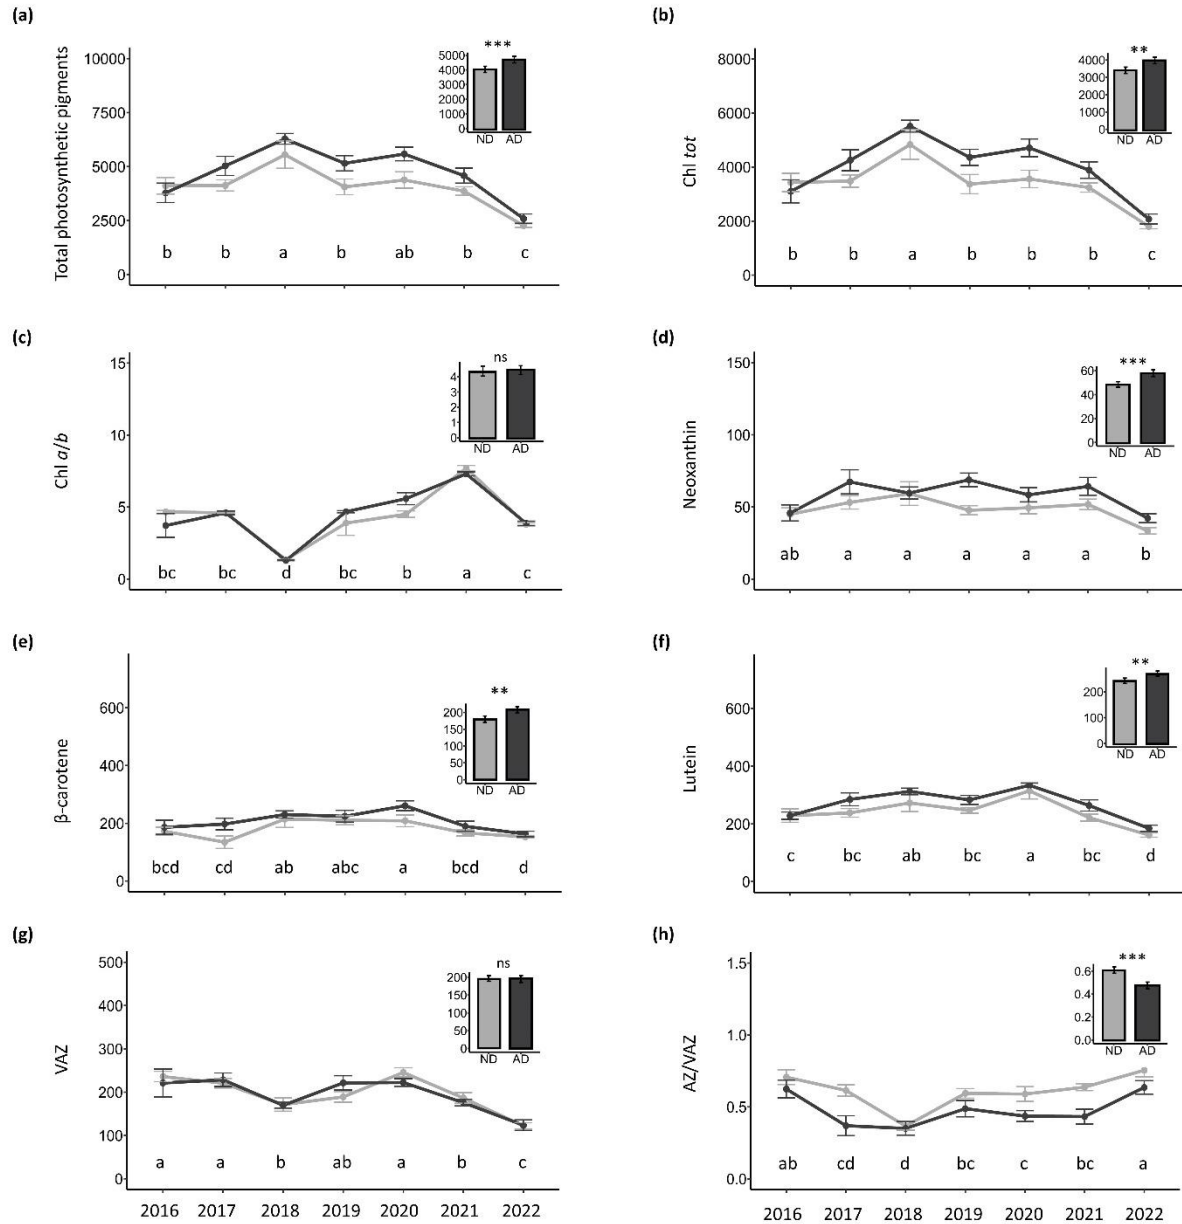 (a)
Total photosynthetic pigments
10000
7500
5000
2500
0
b b a b ab b c
***
5000
4000
3000
2000
1000
0
ND AD
(b)
Chl tot
8000
6000
4000
2000
0
b b a b b b c
**
4000
3000
2000
1000
0
ND AD
(c)
Chl a/b
15
10
5
0
bc bc d bc b a c
ns
4
3
2
1
0
ND AD
(d)
Neoxanthin
150
100
50
0
ab a a a a a b
***
60
40
20
0
ND AD
(e)
β-carotene
600
400
200
0
bcd cd ab abc a bcd d
**
200
150
100
50
0
ND AD
(f)
Lutein
600
400
200
0
c bc ab bc a bc d
**
200
100
0
ND AD
(g)
VAZ
500
400
300
200
100
0
a a b ab a b c
ns
200
150
100
50
0
ND AD
2016 2017 2018 2019 2020 2021 2022
(h)
AZ/VAZ
1.5
1.0
0.5
0.0
ab cd d bc c bc a
***
0.6
0.4
0.2
0.0
ND AD
2016 2017 2018 2019 2020 2021 2022